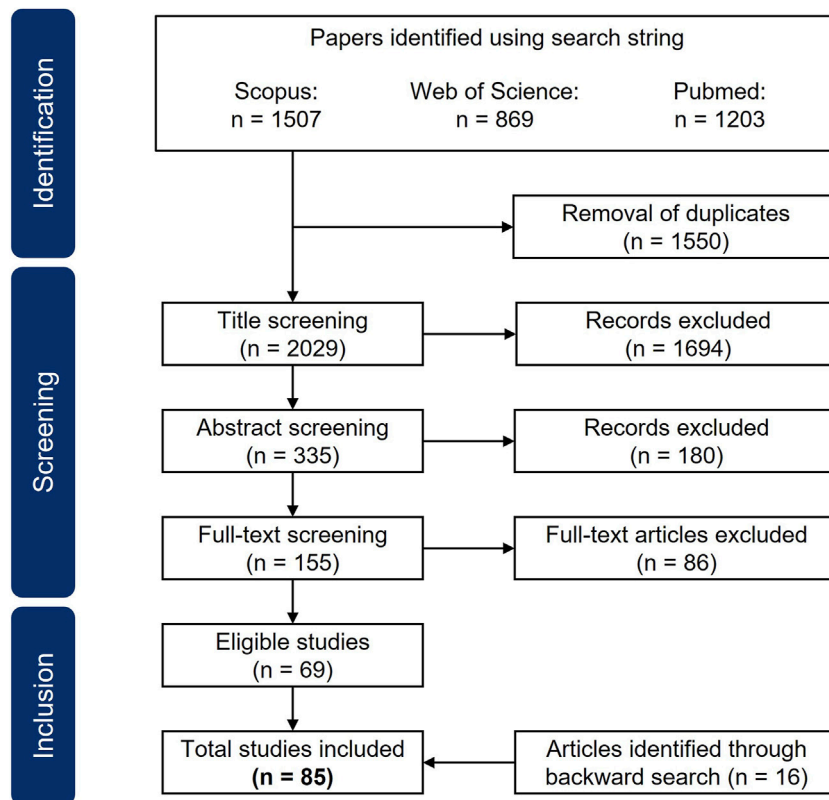 Identification
Papers identified using search string
Scopus:
n = 1507
Web of Science:
n = 869
Pubmed:
n = 1203
Removal of duplicates
(n = 1550)
Screening
Title screening
(n = 2029)
Records excluded
(n = 1694)
Abstract screening
(n = 335)
Records excluded
(n = 180)
Full-text screening
(n = 155)
Full-text articles excluded
(n = 86)
Inclusion
Eligible studies
(n = 69)
Total studies included
(n = 85)
Articles identified through
backward search (n = 16)